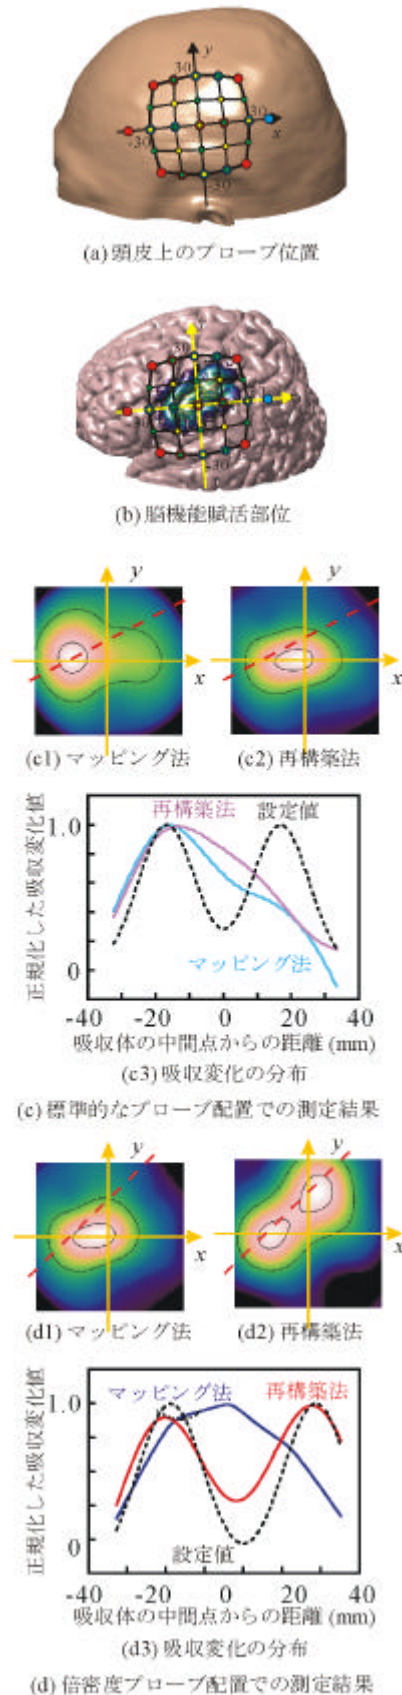 y
30
30
-30
x
-30
(a) 頭皮上のプローブ位置
30
-30
(b) 脳機能賦活部位
y
y
x
x
(c1) マッピング法
(c2) 再構築法
正規化した吸収変化値
再構築法
設定値
1.0
マッピング法
0
-40 -20 0 20 40
吸収体の中間点からの距離 (mm)
(c3) 吸収変化の分布
(c) 標準的なプローブ配置での測定結果
y
y
x
x
(d1) マッピング法
(d2) 再構築法
正規化した吸収変化値
マッピング法
再構築法
1.0
設定値
0
-40 -20 0 20 40
吸収体の中間点からの距離 (mm)
(d3) 吸収変化の分布
(d) 倍密度プローブ配置での測定結果